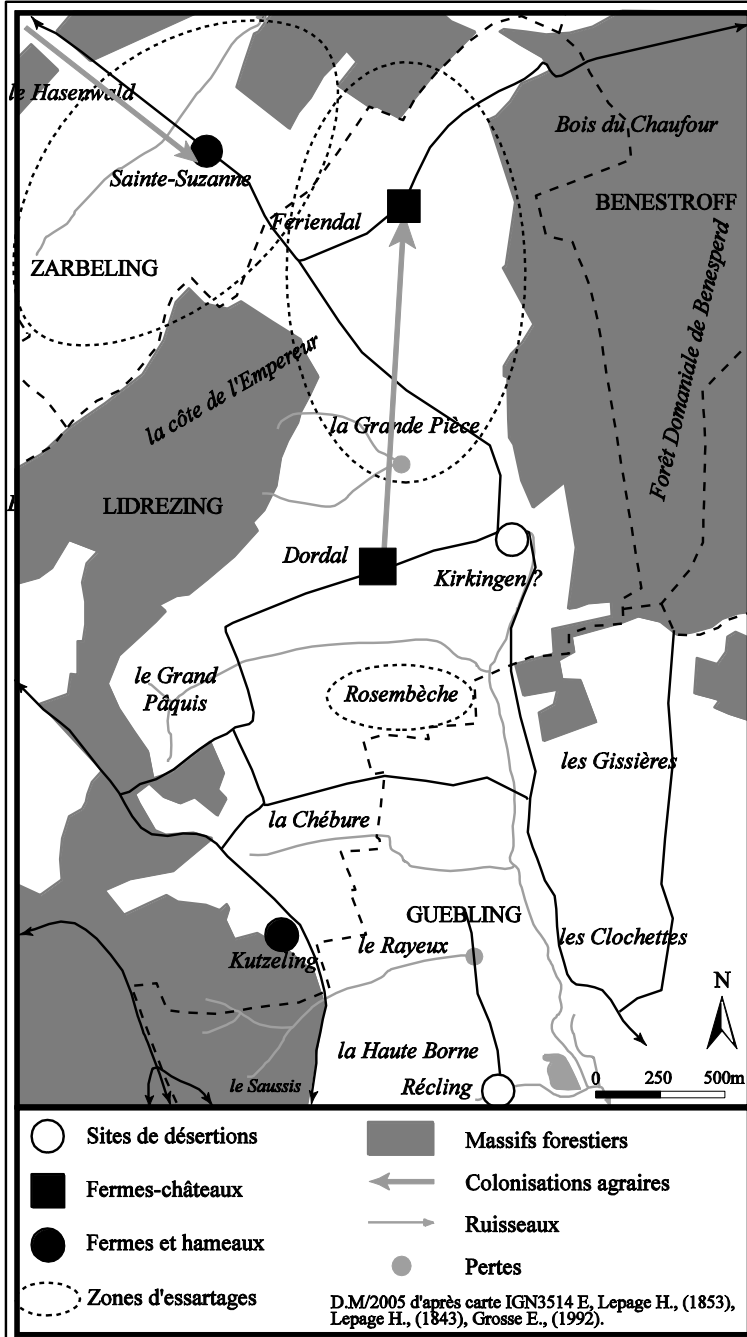 le Hasenwald
Bois du Chaufour
Sainte-Suzanne
BENESTROFF
Feriendal
ZARBELING
Forêt Domaniale de Benesperd
la côte de l'Empereur
la Grande Pièce
LIDREZING
Dordal
Kirkingen ?
le Grand
Pâquis
Rosembèche
les Gissières
la Chébure
GUEBLING
le Rayeux
les Clochettes
Kutzeling
N
la Haute Borne
le Saussis
Récling
0 250 500m
Sites de désertions
Fermes-châteaux
Fermes et hameaux
Zones d'essartages
Massifs forestiers
Colonisations agraires
Ruisseaux
Pertes
D.M/2005 d'après carte IGN3514 E, Lepage H., (1853),
Lepage H., (1843), Grosse E., (1992).